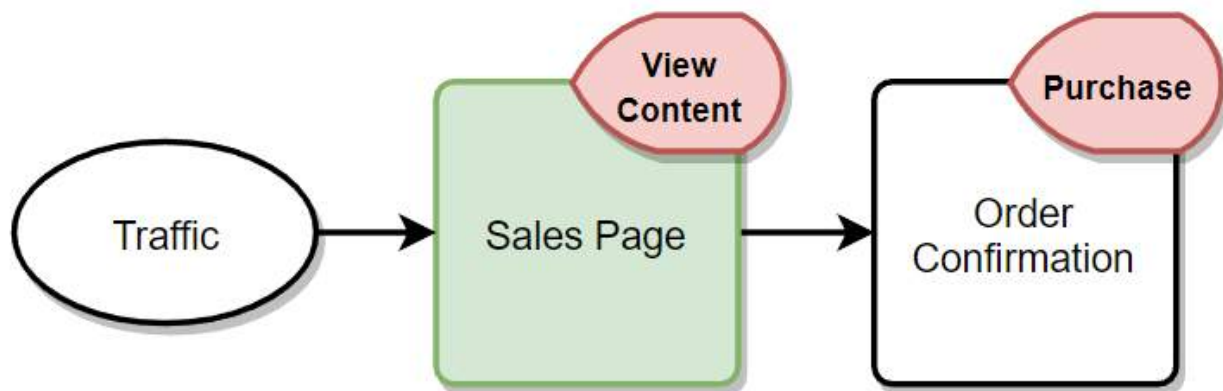 View
Content
Purchase
Traffic
Sales Page
Order
Confirmation